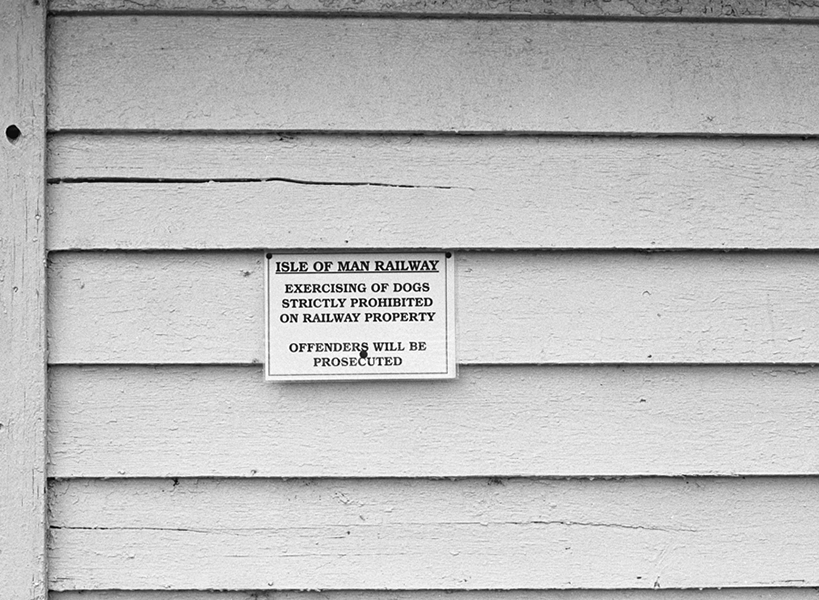 ISLE OF MAN RAILWAY
EXERCISING OF DOGS
STRICTLY PROHIBITED
ON RAILWAY PROPERTY
OFFENDERS WILL BE
PROSECUTED